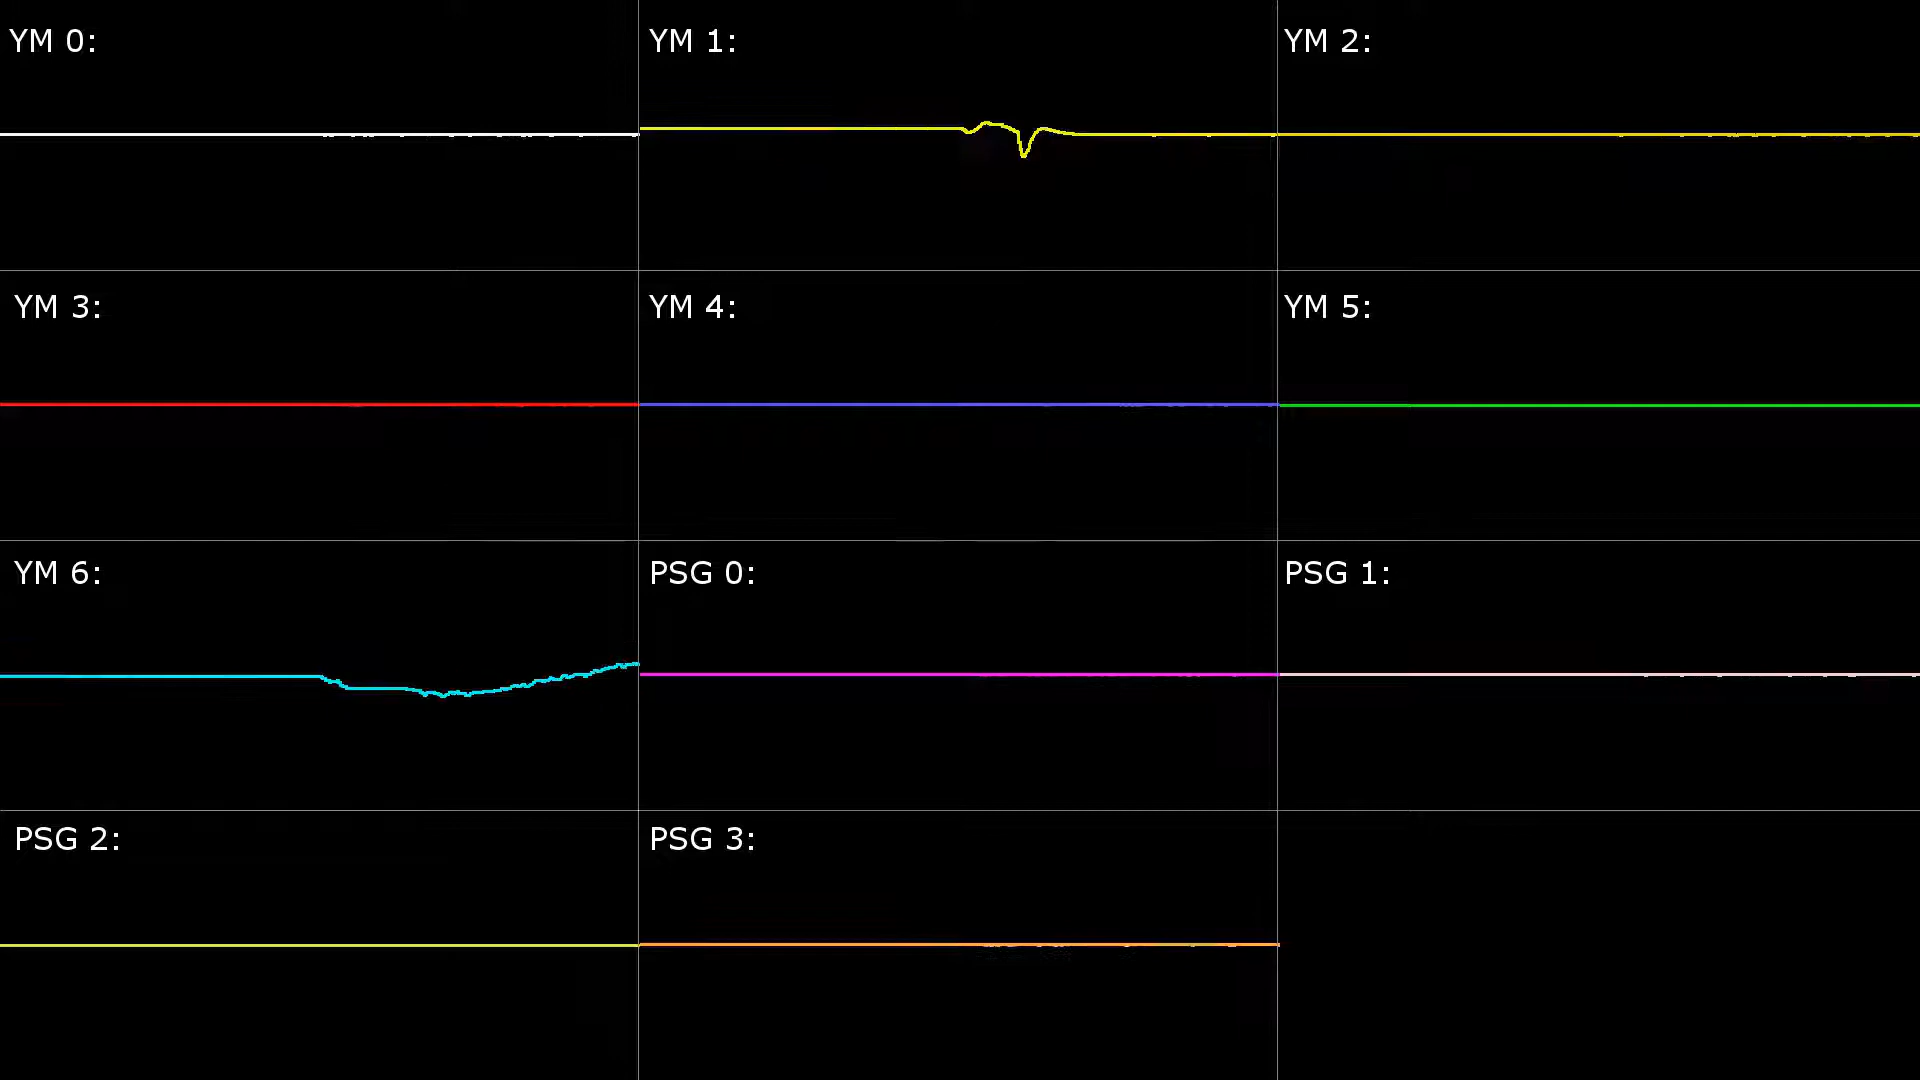 YM 0:
YM 1:
YM 2:
YM 3:
YM 4:
YM 5:
YM 6:
PSG 0:
PSG 1:
PSG 2:
PSG 3: